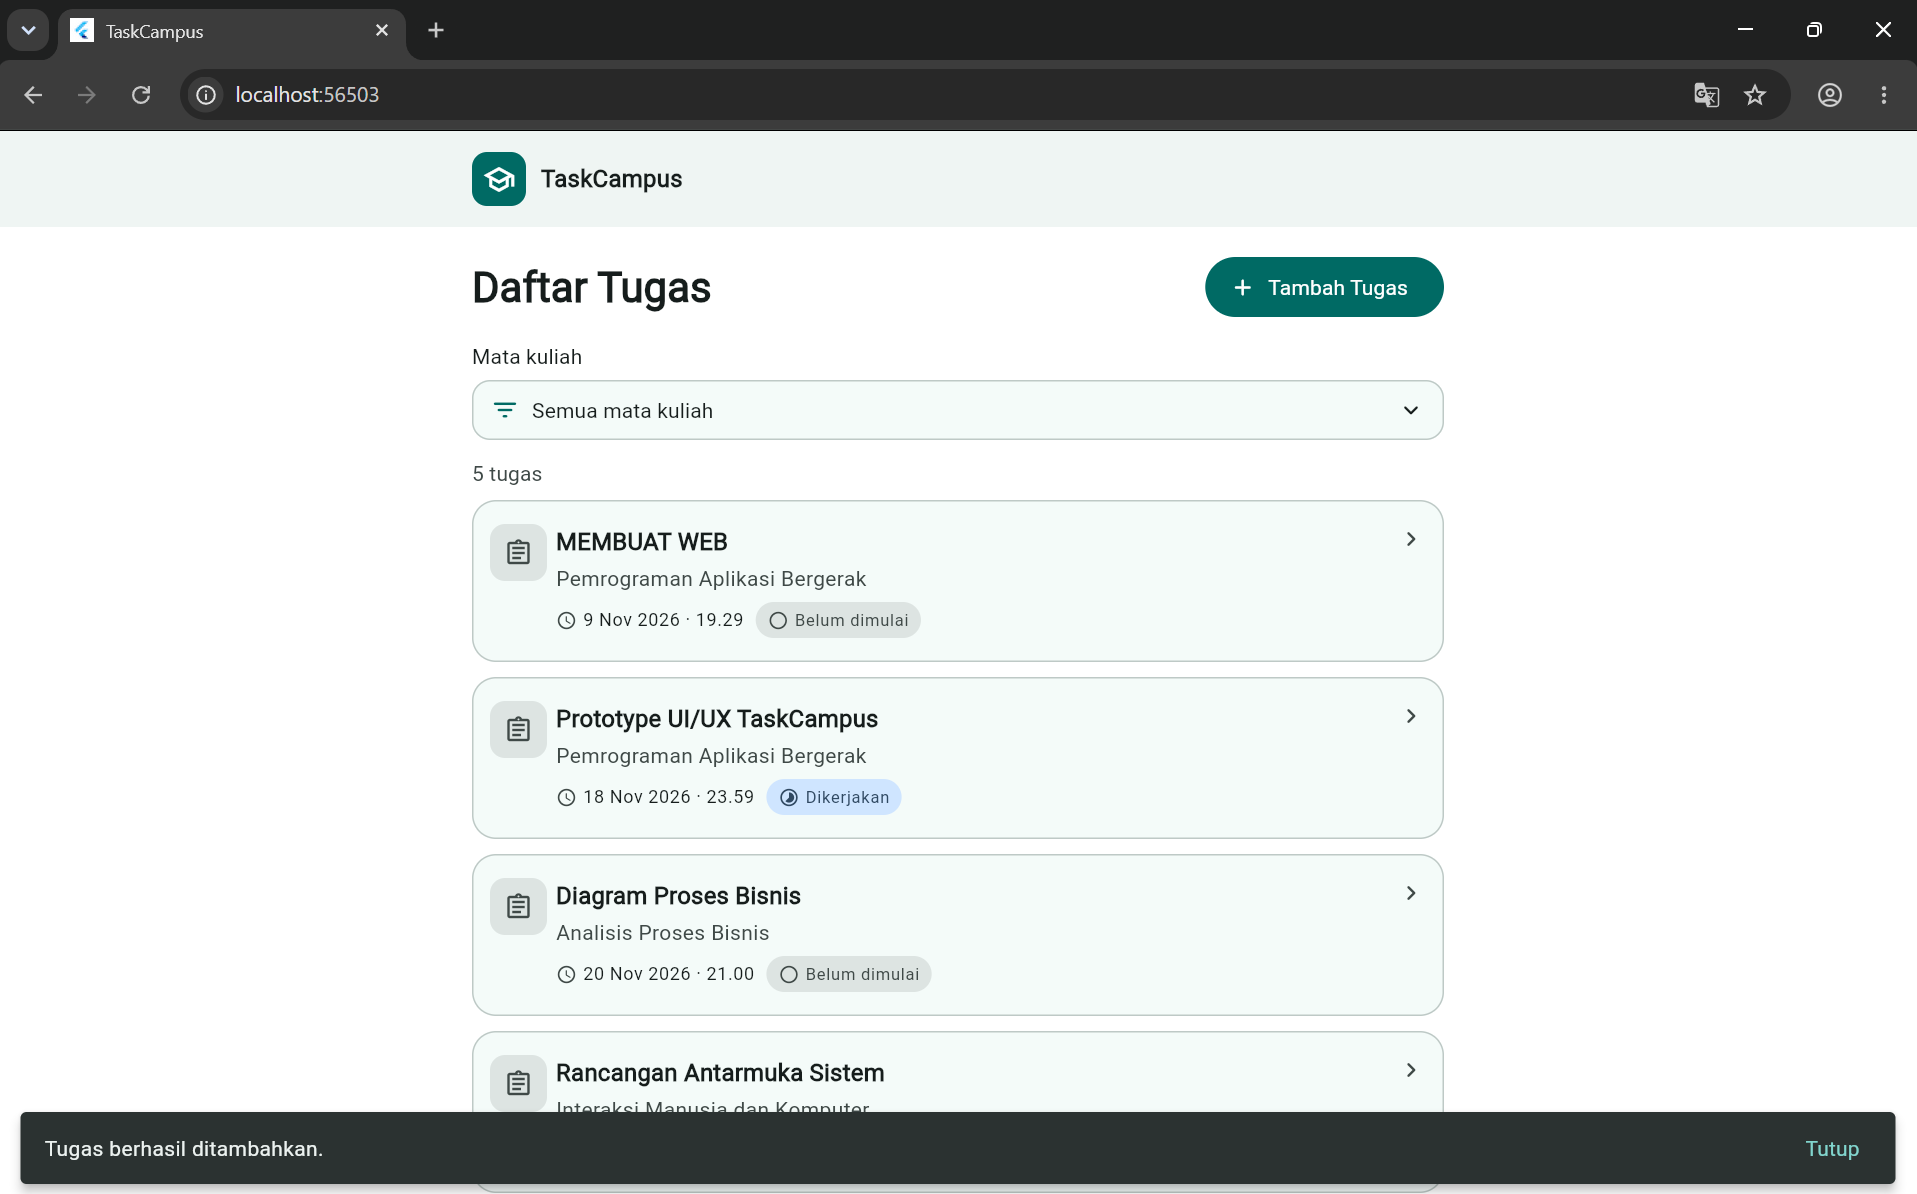 TaskCampus
localhost:56503
TaskCampus
Daftar Tugas
Tambah Tugas
Mata kuliah
Semua mata kuliah
5 tugas
MEMBUAT WEB
Pemrograman Aplikasi Bergerak
9 Nov 2026 · 19.29 Belum dimulai
Prototype UI/UX TaskCampus
Pemrograman Aplikasi Bergerak
18 Nov 2026 · 23.59 Dikerjakan
Diagram Proses Bisnis
Analisis Proses Bisnis
20 Nov 2026 · 21.00 Belum dimulai
Rancangan Antarmuka Sistem
Interaksi Manusia dan Komputer
Tugas berhasil ditambahkan. Tutup